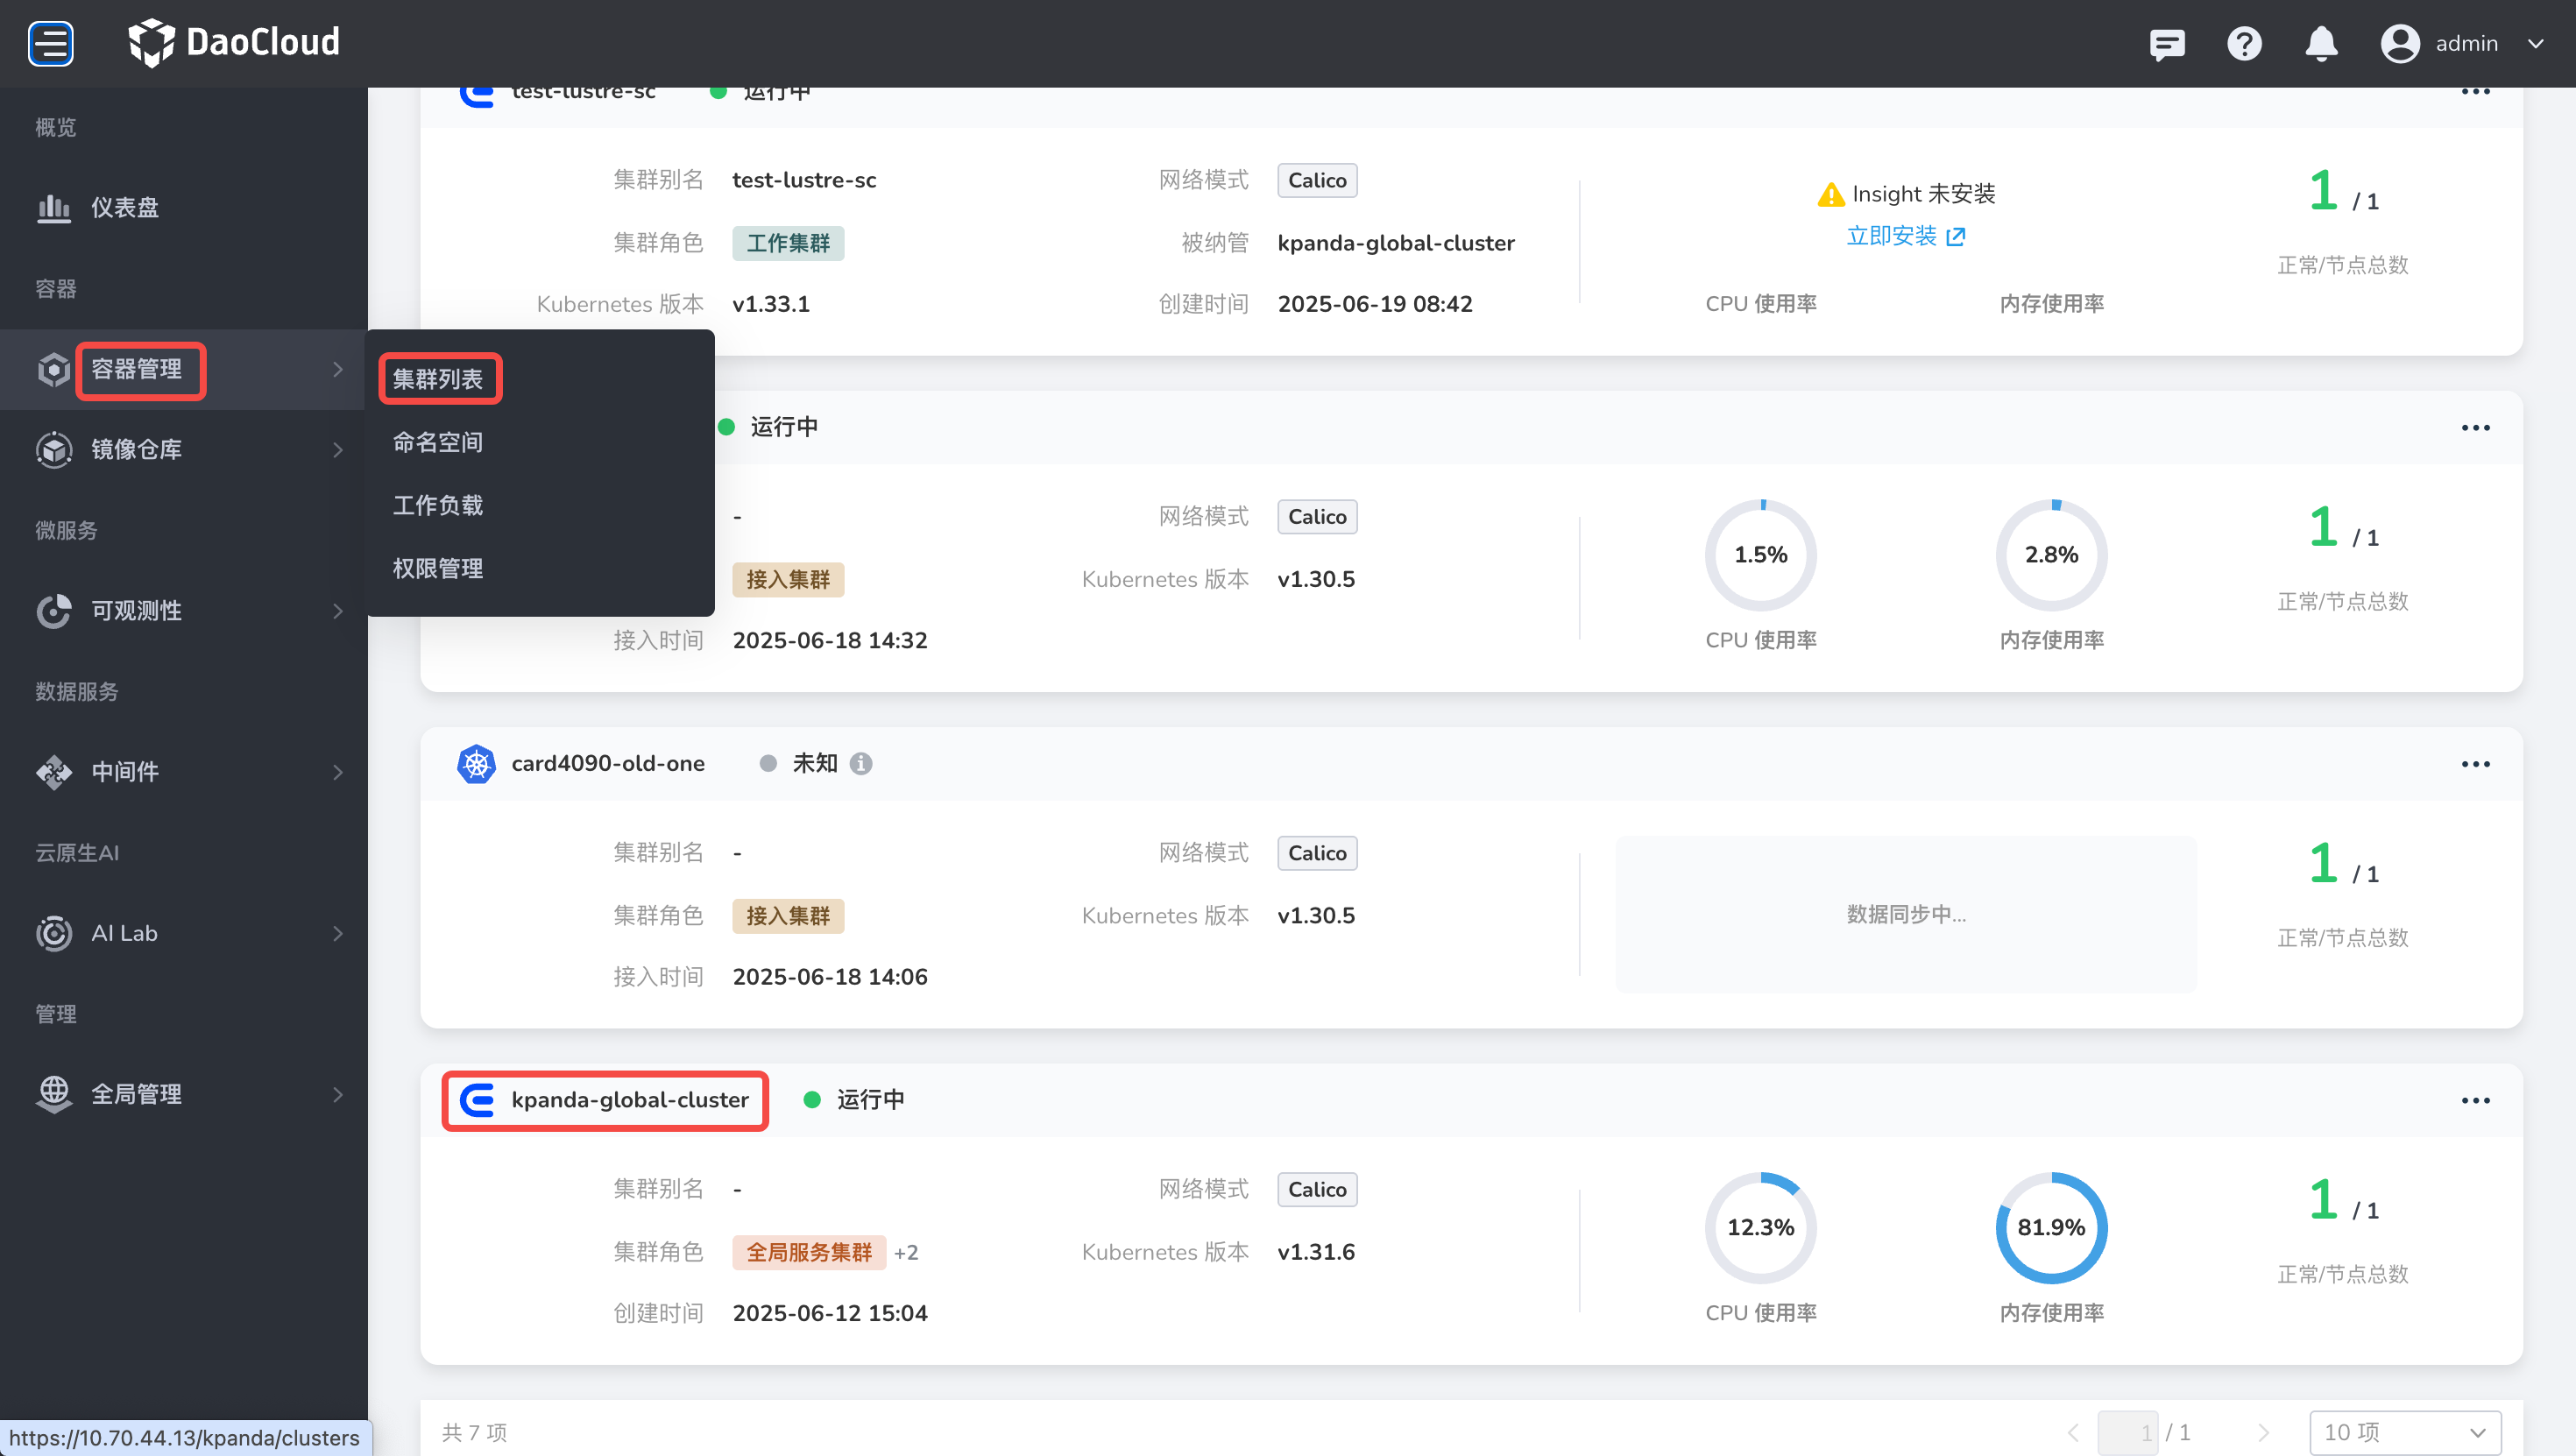 DaoCloud
admin
概览
仪表盘
容器
容器管理
镜像仓库
微服务
可观测性
数据服务
中间件
云原生AI
AI Lab
管理
全局管理
集群列表
命名空间
工作负载
权限管理
test-lustre-sc 运行中
集群别名 test-lustre-sc 网络模式 Calico
集群角色 工作集群 被纳管 kpanda-global-cluster
Kubernetes 版本 v1.33.1 创建时间 2025-06-19 08:42
Insight 未安装
立即安装
CPU 使用率 内存使用率
1 / 1
正常/节点总数
运行中
- 网络模式 Calico
接入集群 Kubernetes 版本 v1.30.5
接入时间 2025-06-18 14:32
1.5% 2.8%
CPU 使用率 内存使用率
1 / 1
正常/节点总数
card4090-old-one 未知
集群别名 - 网络模式 Calico
集群角色 接入集群 Kubernetes 版本 v1.30.5
接入时间 2025-06-18 14:06
数据同步中...
1 / 1
正常/节点总数
kpanda-global-cluster 运行中
集群别名 - 网络模式 Calico
集群角色 全局服务集群 +2 Kubernetes 版本 v1.31.6
创建时间 2025-06-12 15:04
12.3% 81.9%
CPU 使用率 内存使用率
1 / 1
正常/节点总数
共 7 项
1 / 1
10 项
https://10.70.44.13/kpanda/clusters